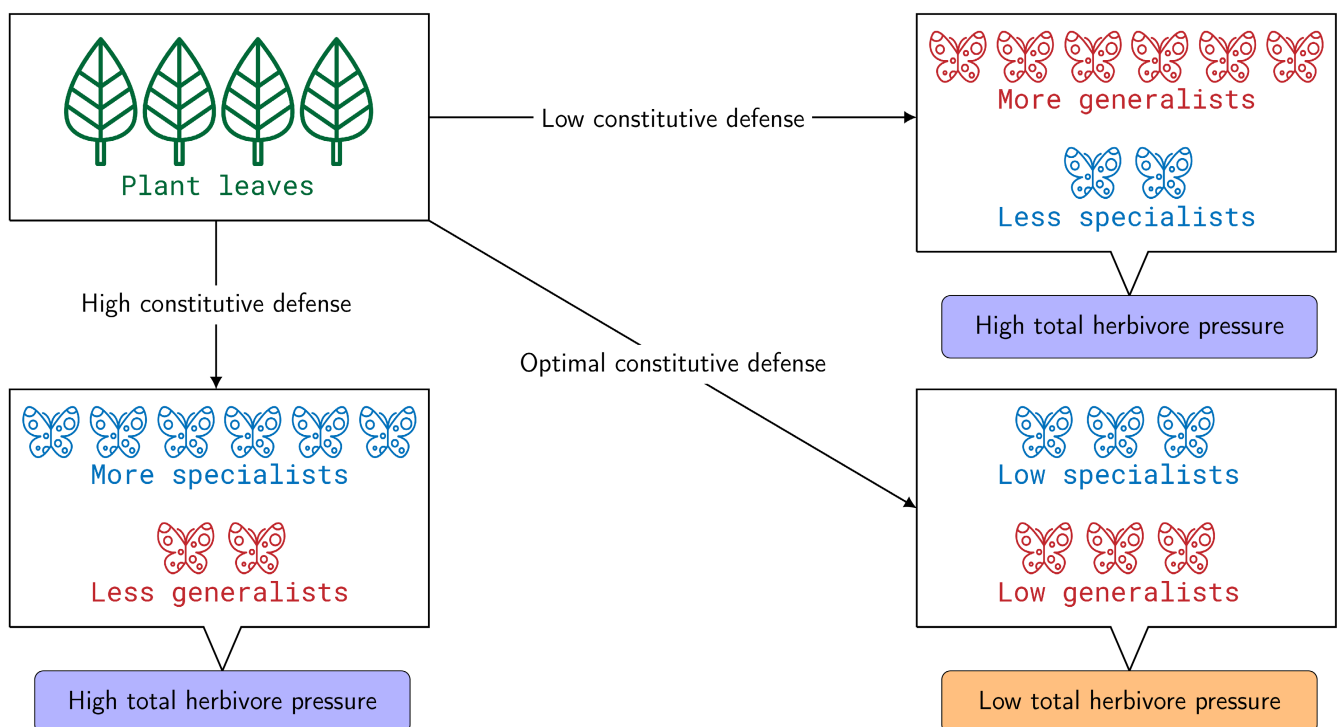 Plant leaves
Low constitutive defense
More generalists
Less specialists
High total herbivore pressure
High constitutive defense
Optimal constitutive defense
More specialists
Less generalists
High total herbivore pressure
Low specialists
Low generalists
Low total herbivore pressure